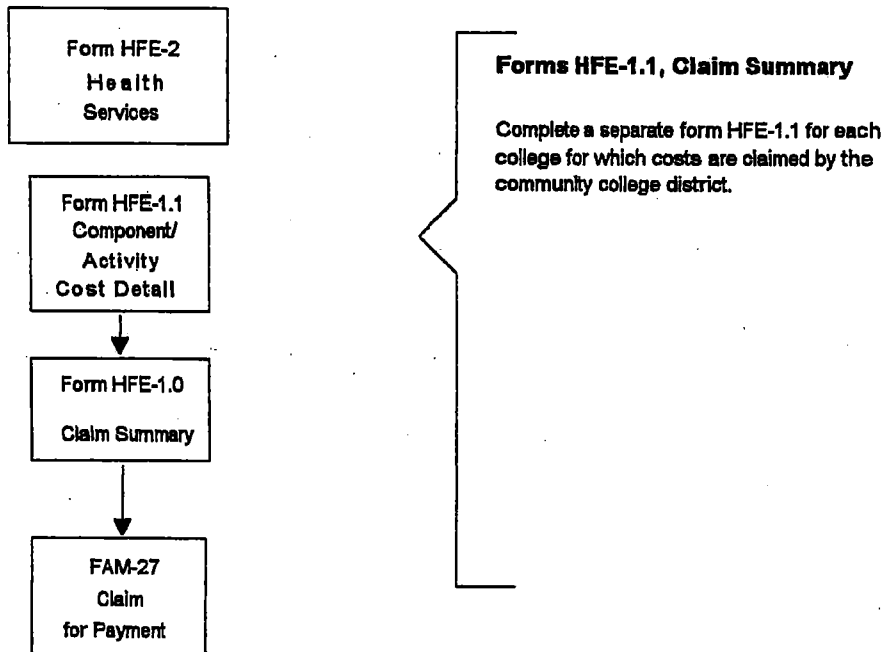 Form HFE-2
Health
Services
Form HFE-1.1
Component/
Activity
Cost Detail
Form HFE-1.0
Claim Summary
FAM-27
Claim
for Payment
Forms HFE-1.1, Claim Summary
Complete a separate form HFE-1.1 for each
college for which costs are claimed by the
community college district.